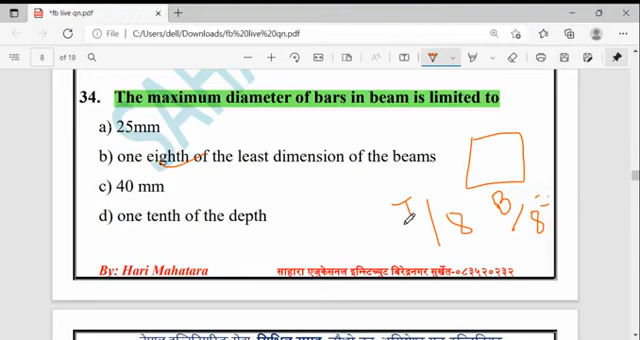 *fb live qn.pdf
File
C:/Users/dell/Downloads/fb%20live%20qn.pdf
8 of 18
34. The maximum diameter of bars in beam is limited to
a) 25mm
b) one eighth of the least dimension of the beams
c) 40 mm
d) one tenth of the depth
/8 B/8
By: Hari Mahatara साहारा एजुकेसनल इन्स्टिच्युट बिरेन्द्रनगर सुर्खेत-०८३५२०२३२